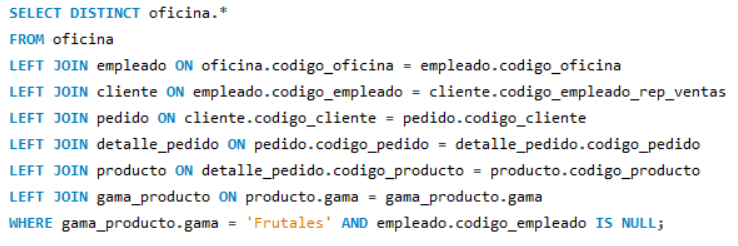 SELECT DISTINCT oficina.*
FROM oficina
LEFT JOIN empleado ON oficina.codigo_oficina = empleado.codigo_oficina
LEFT JOIN cliente ON empleado.codigo_empleado = cliente.codigo_empleado_rep_ventas
LEFT JOIN pedido ON cliente.codigo_cliente = pedido.codigo_cliente
LEFT JOIN detalle_pedido ON pedido.codigo_pedido = detalle_pedido.codigo_pedido
LEFT JOIN producto ON detalle_pedido.codigo_producto = producto.codigo_producto
LEFT JOIN gama_producto ON producto.gama = gama_producto.gama
WHERE gama_producto.gama = 'Frutales' AND empleado.codigo_empleado IS NULL;